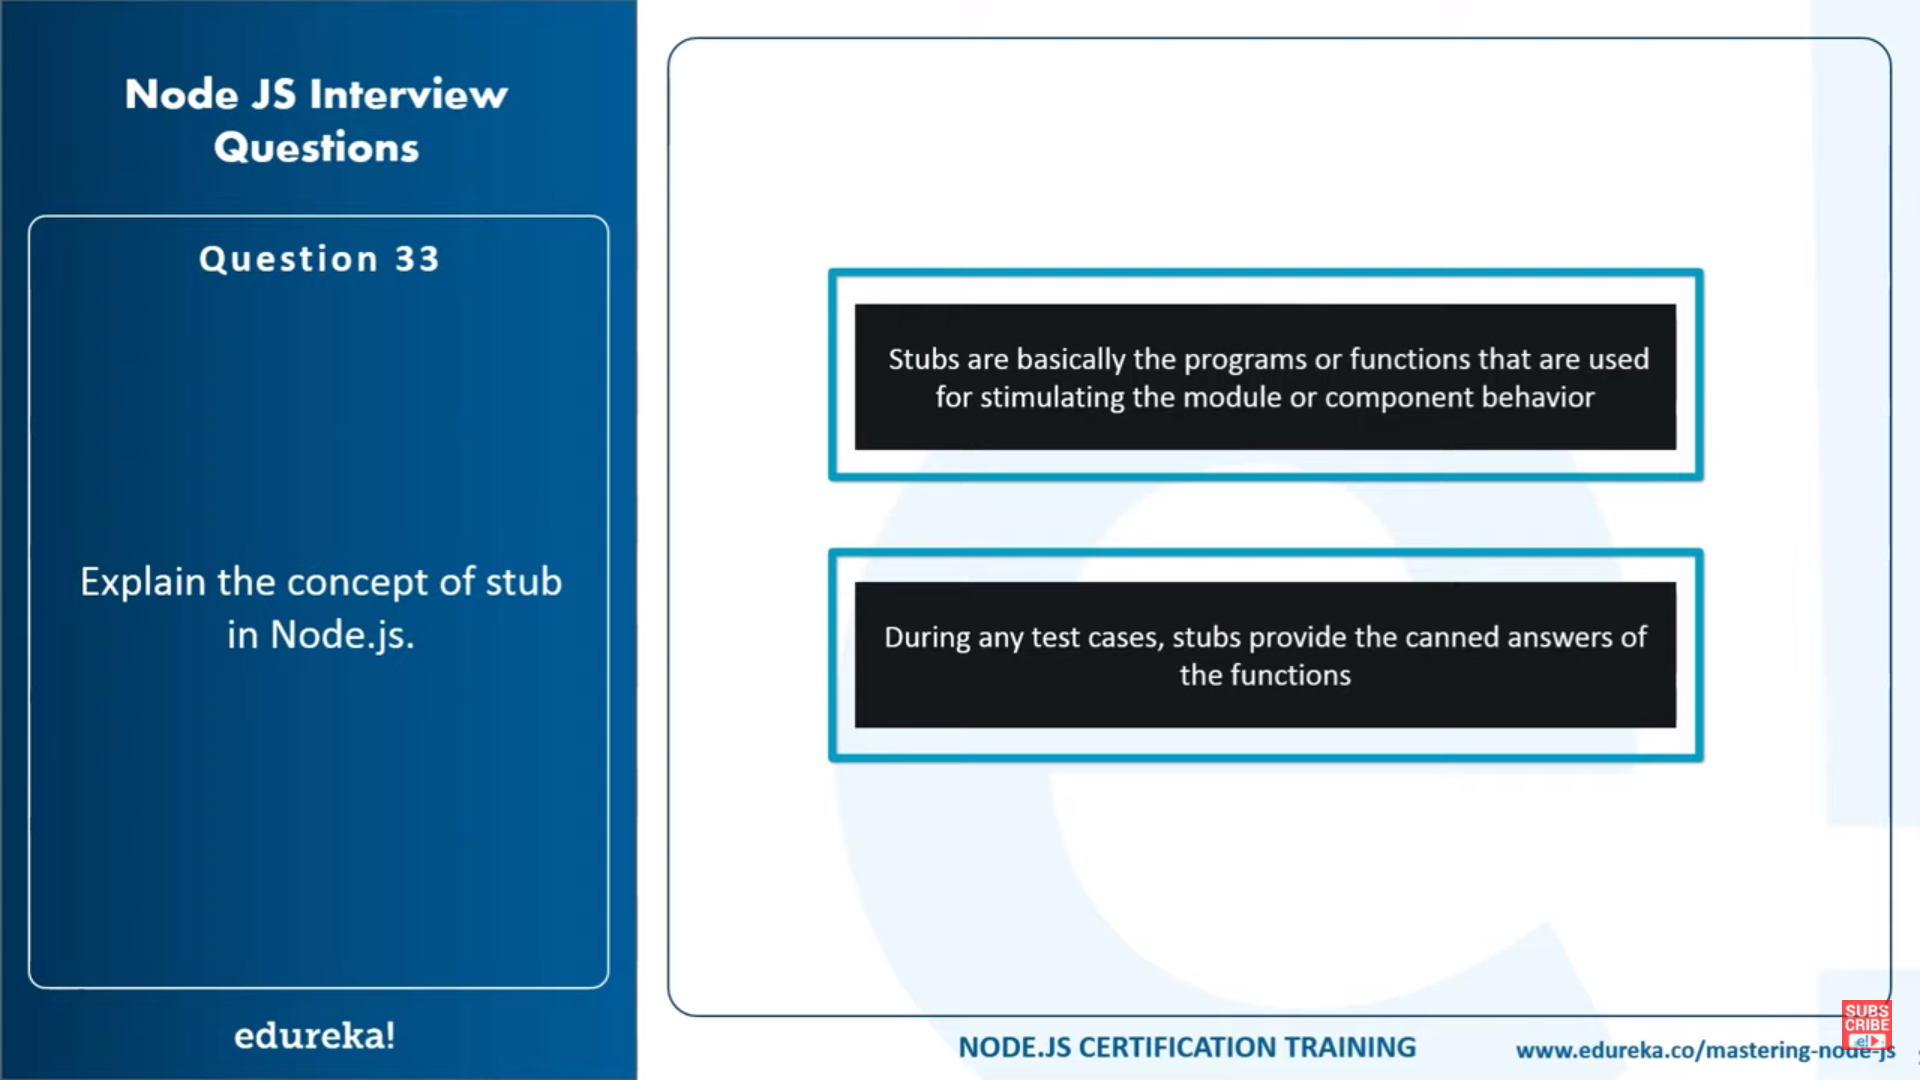 Node JS Interview
Questions
Question 33
Explain the concept of stub
in Node.js.
edureka!
Stubs are basically the programs or functions that are used
for stimulating the module or component behavior
During any test cases, stubs provide the canned answers of
the functions
NODE.JS CERTIFICATION TRAINING
www.edureka.co/mastering-node-js
SUBS
CRIBE
e!